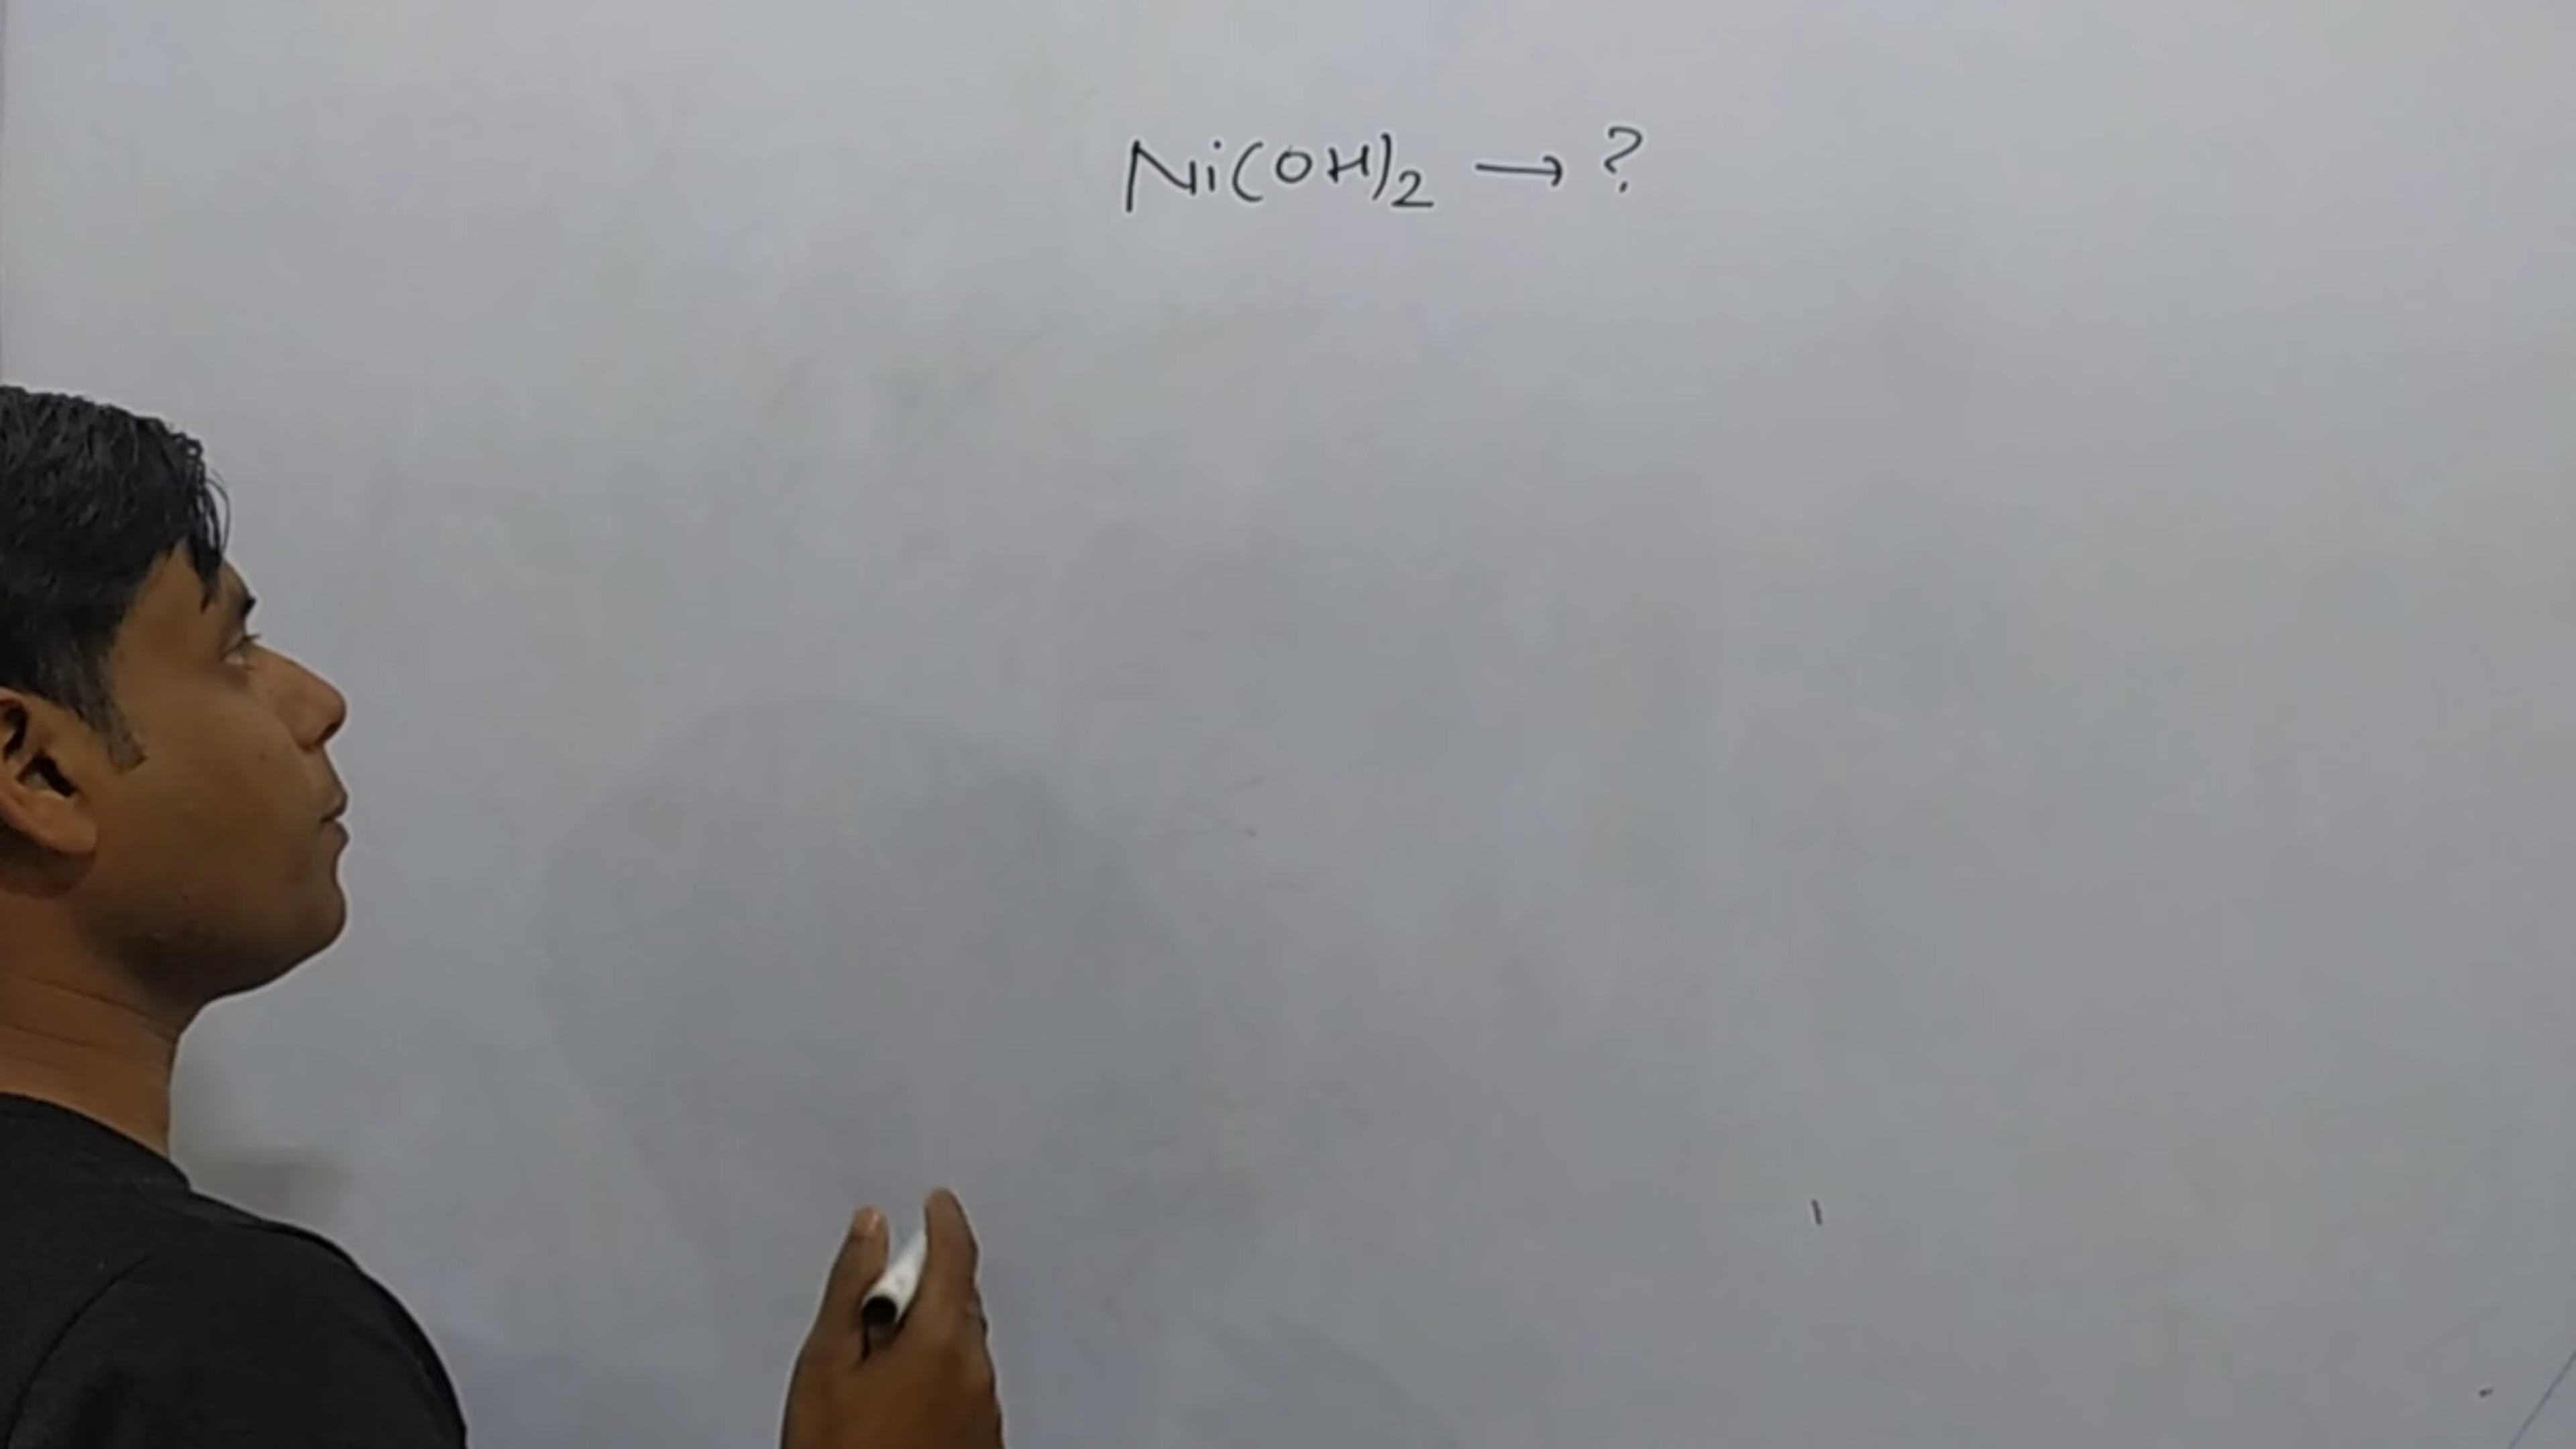 Ni(OH)₂ → ?